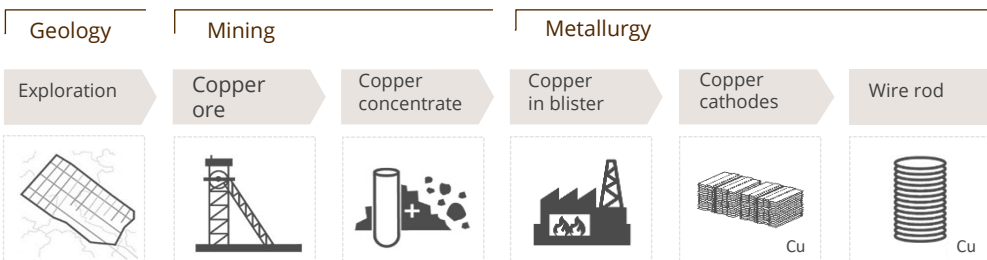 Geology
Mining
Metallurgy
Exploration
Copper
ore
Copper
concentrate
Copper
in blister
Copper
cathodes
Wire rod
Cu
Cu